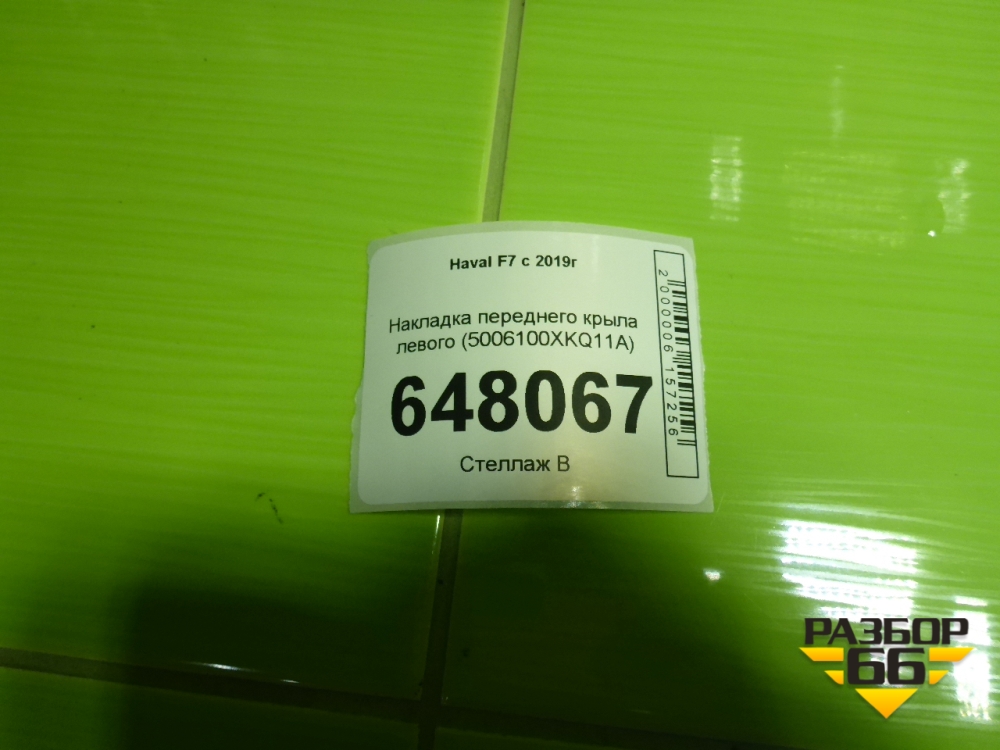 Haval F7 с 2019г
Накладка переднего крыла
левого (5006100XKQ11A)
648067
Стеллаж В
2000006157256
РАЗБОР
66